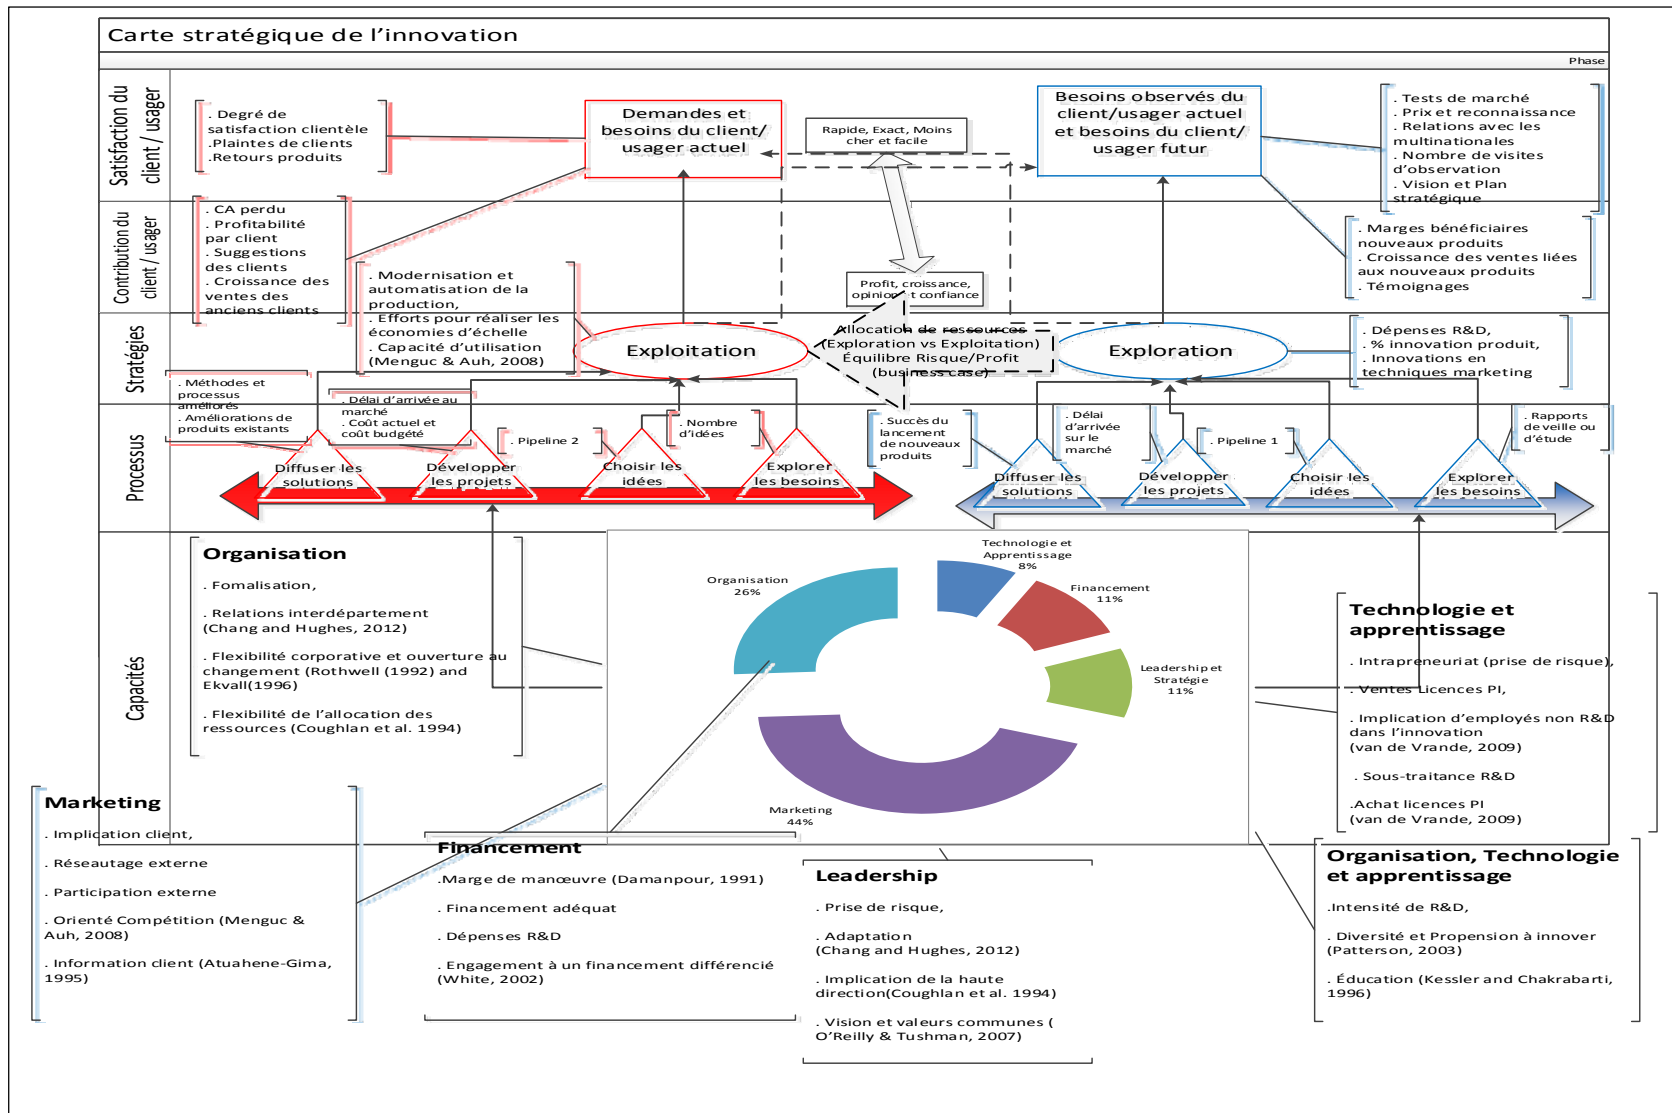 Carte stratégique de l'innovation
Phase
Satisfaction du
client / usager
. Degré de
satisfaction clientèle
.Plaintes de clients
.Retours produits
Demandes et
besoins du client/
usager actuel
Rapide, Exact, Moins
cher et facile
Besoins observés du
client/usager actuel
et besoins du client/
usager futur
. Tests de marché
. Prix et reconnaissance
. Relations avec les
multinationales
. Nombre de visites
d'observation
. Vision et Plan
stratégique
Contribution du
client / usager
. CA perdu
. Profitabilité
par client
. Suggestions
des clients
. Croissance des
ventes des
anciens clients
. Modernisation et
automatisation de la
production,
. Efforts pour réaliser les
économies d'échelle
. Capacité d'utilisation
(Menguc & Auh, 2008)
Profit, croissance,
opinion et confiance
. Marges bénéficiaires
nouveaux produits
. Croissance des ventes liées
aux nouveaux produits
. Témoignages
Stratégies
Exploitation
Allocation de ressources
(Exploration vs Exploitation)
Équilibre Risque/Profit
(business case)
Exploration
. Dépenses R&D,
. % innovation produit,
. Innovations en
techniques marketing
Processus
. Méthodes et
processus
améliorés
. Améliorations de
produits existants
. Délai d'arrivée au
marché
. Coût actuel et
coût budgété
. Pipeline 2
. Nombre
d'idées
. Succès du
lancement
de nouveaux
produits
. Délai
d'arrivée
sur le
marché
. Pipeline 1
. Rapports
de veille ou
d'étude
Diffuser les
solutions
Développer
les projets
Choisir les
idées
Explorer
les besoins
Diffuser les
solutions
Développer
les projets
Choisir les
idées
Explorer
les besoins
Capacités
Organisation
. Fomalisation,
. Relations interdépartement
(Chang and Hughes, 2012)
. Flexibilité corporative et ouverture au
changement (Rothwell (1992) and
Ekvall(1996)
. Flexibilité de l'allocation des
ressources (Coughlan et al. 1994)
Technologie et
Apprentissage
8%
Financement
11%
Leadership et
Stratégie
11%
Marketing
44%
Organisation
26%
Technologie et
apprentissage
. Intrapreneuriat (prise de risque),
. Ventes Licences PI,
. Implication d'employés non R&D
dans l'innovation
(van de Vrande, 2009)
. Sous-traitance R&D
.Achat licences PI
(van de Vrande, 2009)
Marketing
. Implication client,
. Réseautage externe
. Participation externe
. Orienté Compétition (Menguc &
Auh, 2008)
. Information client (Atuahene-Gima,
1995)
Financement
.Marge de manœuvre (Damanpour, 1991)
. Financement adéquat
. Dépenses R&D
. Engagement à un financement différencié
(White, 2002)
Leadership
. Prise de risque,
. Adaptation
(Chang and Hughes, 2012)
. Implication de la haute
direction(Coughlan et al. 1994)
. Vision et valeurs communes (
O'Reilly & Tushman, 2007)
Organisation, Technologie
et apprentissage
.Intensité de R&D,
. Diversité et Propension à innover
(Patterson, 2003)
. Éducation (Kessler and Chakrabarti,
1996)